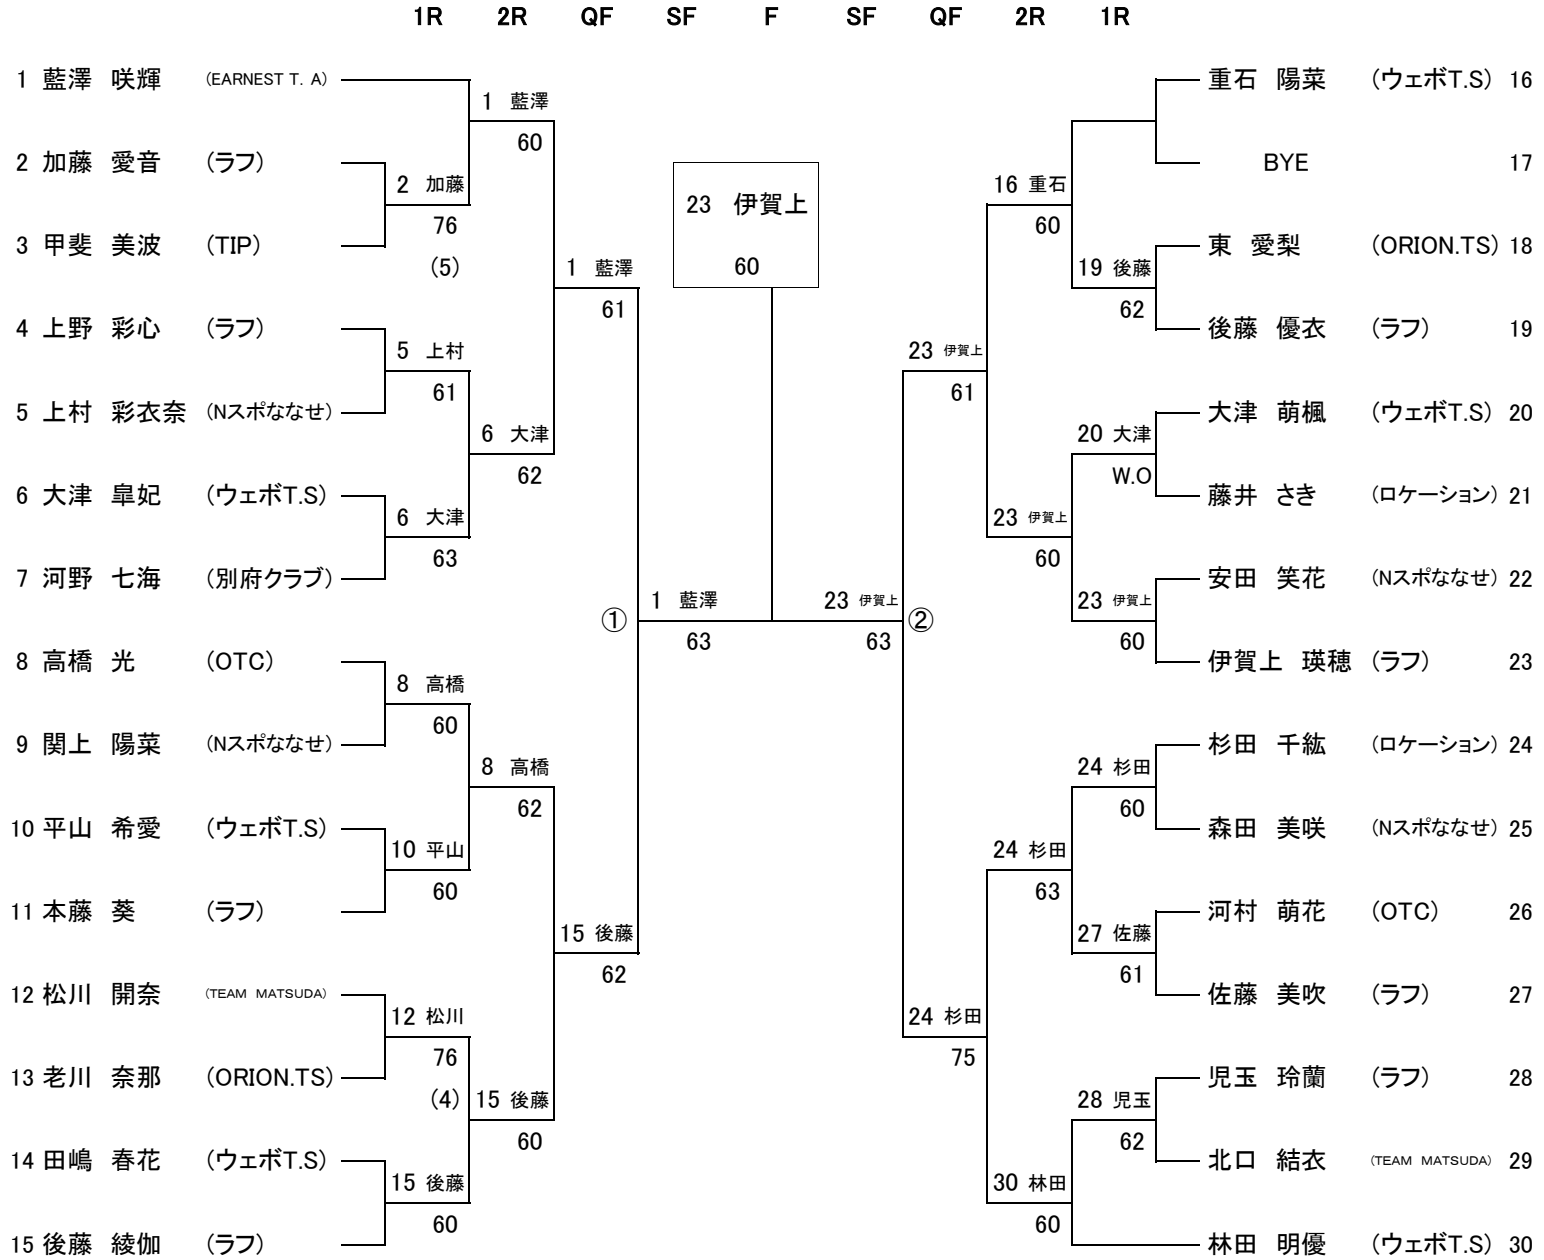 1R 2R QF SF F SF QF 2R 1R
1 藍澤 咲輝 (EARNEST T. A) 重石 陽菜 (ウェボT.S) 16
1 藍澤
60
2 加藤 愛音 (ラフ) BYE 17
2 加藤 16 重石
23 伊賀上
76 60
3 甲斐 美波 (TIP) 東 愛梨 (ORION.TS) 18
(5) 1 藍澤 60 19 後藤
61 62
4 上野 彩心 (ラフ) 後藤 優衣 (ラフ) 19
5 上村 23 伊賀上
61 61
5 上村 彩衣奈 (Nスポななせ) 大津 萌楓 (ウェボT.S) 20
6 大津 20 大津
62 W.O
6 大津 皐妃 (ウェボT.S) 藤井 さき (ロケーション) 21
6 大津 23 伊賀上
63 60
7 河野 七海 (別府クラブ) 安田 笑花 (Nスポななせ) 22
1 藍澤 23 伊賀上 23 伊賀上
① ②
63 63 60
8 高橋 光 (OTC) 伊賀上 瑛穂 (ラフ) 23
8 高橋
60
9 関上 陽菜 (Nスポななせ) 杉田 千紘 (ロケーション) 24
8 高橋 24 杉田
62 60
10 平山 希愛 (ウェボT.S) 森田 美咲 (Nスポななせ) 25
10 平山 24 杉田
60 63
11 本藤 葵 (ラフ) 河村 萌花 (OTC) 26
15 後藤 27 佐藤
62 61
12 松川 開奈 (TEAM MATSUDA) 佐藤 美吹 (ラフ) 27
12 松川 24 杉田
76 75
13 老川 奈那 (ORION.TS) 児玉 玲蘭 (ラフ) 28
(4) 15 後藤 28 児玉
60 62
14 田嶋 春花 (ウェボT.S) 北口 結衣 (TEAM MATSUDA) 29
15 後藤 30 林田
60 60
15 後藤 綾伽 (ラフ) 林田 明優 (ウェボT.S) 30